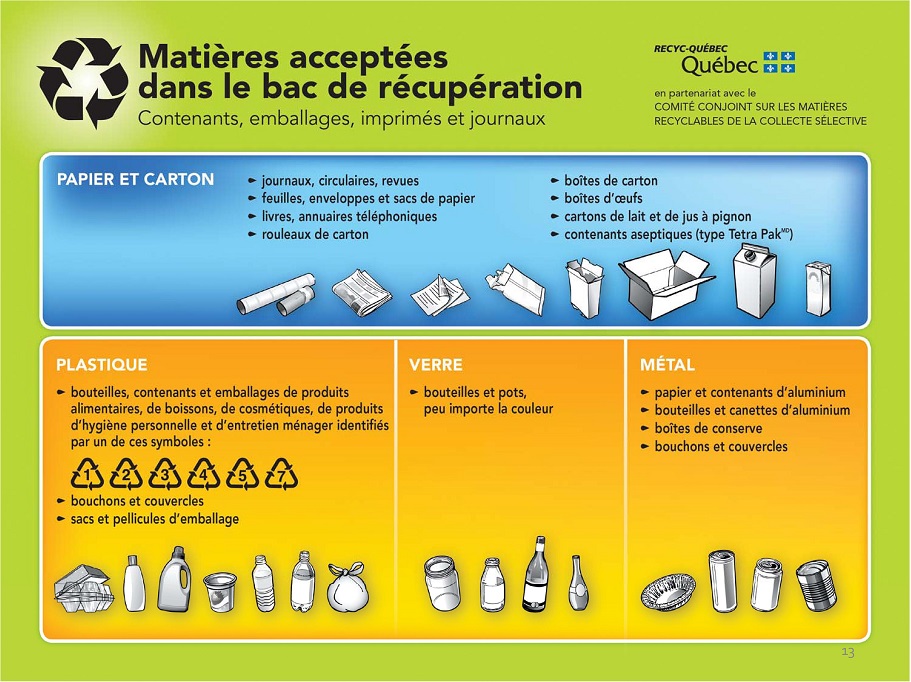 Matières acceptées
dans le bac de récupération
Contenants, emballages, imprimés et journaux
RECYC-QUÉBEC
Québec
en partenariat avec le
COMITÉ CONJOINT SUR LES MATIÈRES
RECYCLABLES DE LA COLLECTE SÉLECTIVE
PAPIER ET CARTON
► journaux, circulaires, revues
► feuilles, enveloppes et sacs de papier
► livres, annuaires téléphoniques
► rouleaux de carton
► boîtes de carton
► boîtes d'œufs
► cartons de lait et de jus à pignon
► contenants aseptiques (type Tetra Pak MD)
PLASTIQUE
► bouteilles, contenants et emballages de produits
alimentaires, de boissons, de cosmétiques, de produits
d'hygiène personnelle et d'entretien ménager identifiés
par un de ces symboles :
1 2 3 4 5 7
► bouchons et couvercles
► sacs et pellicules d'emballage
VERRE
► bouteilles et pots,
peu importe la couleur
MÉTAL
► papier et contenants d'aluminium
► bouteilles et canettes d'aluminium
► boîtes de conserve
► bouchons et couvercles
13